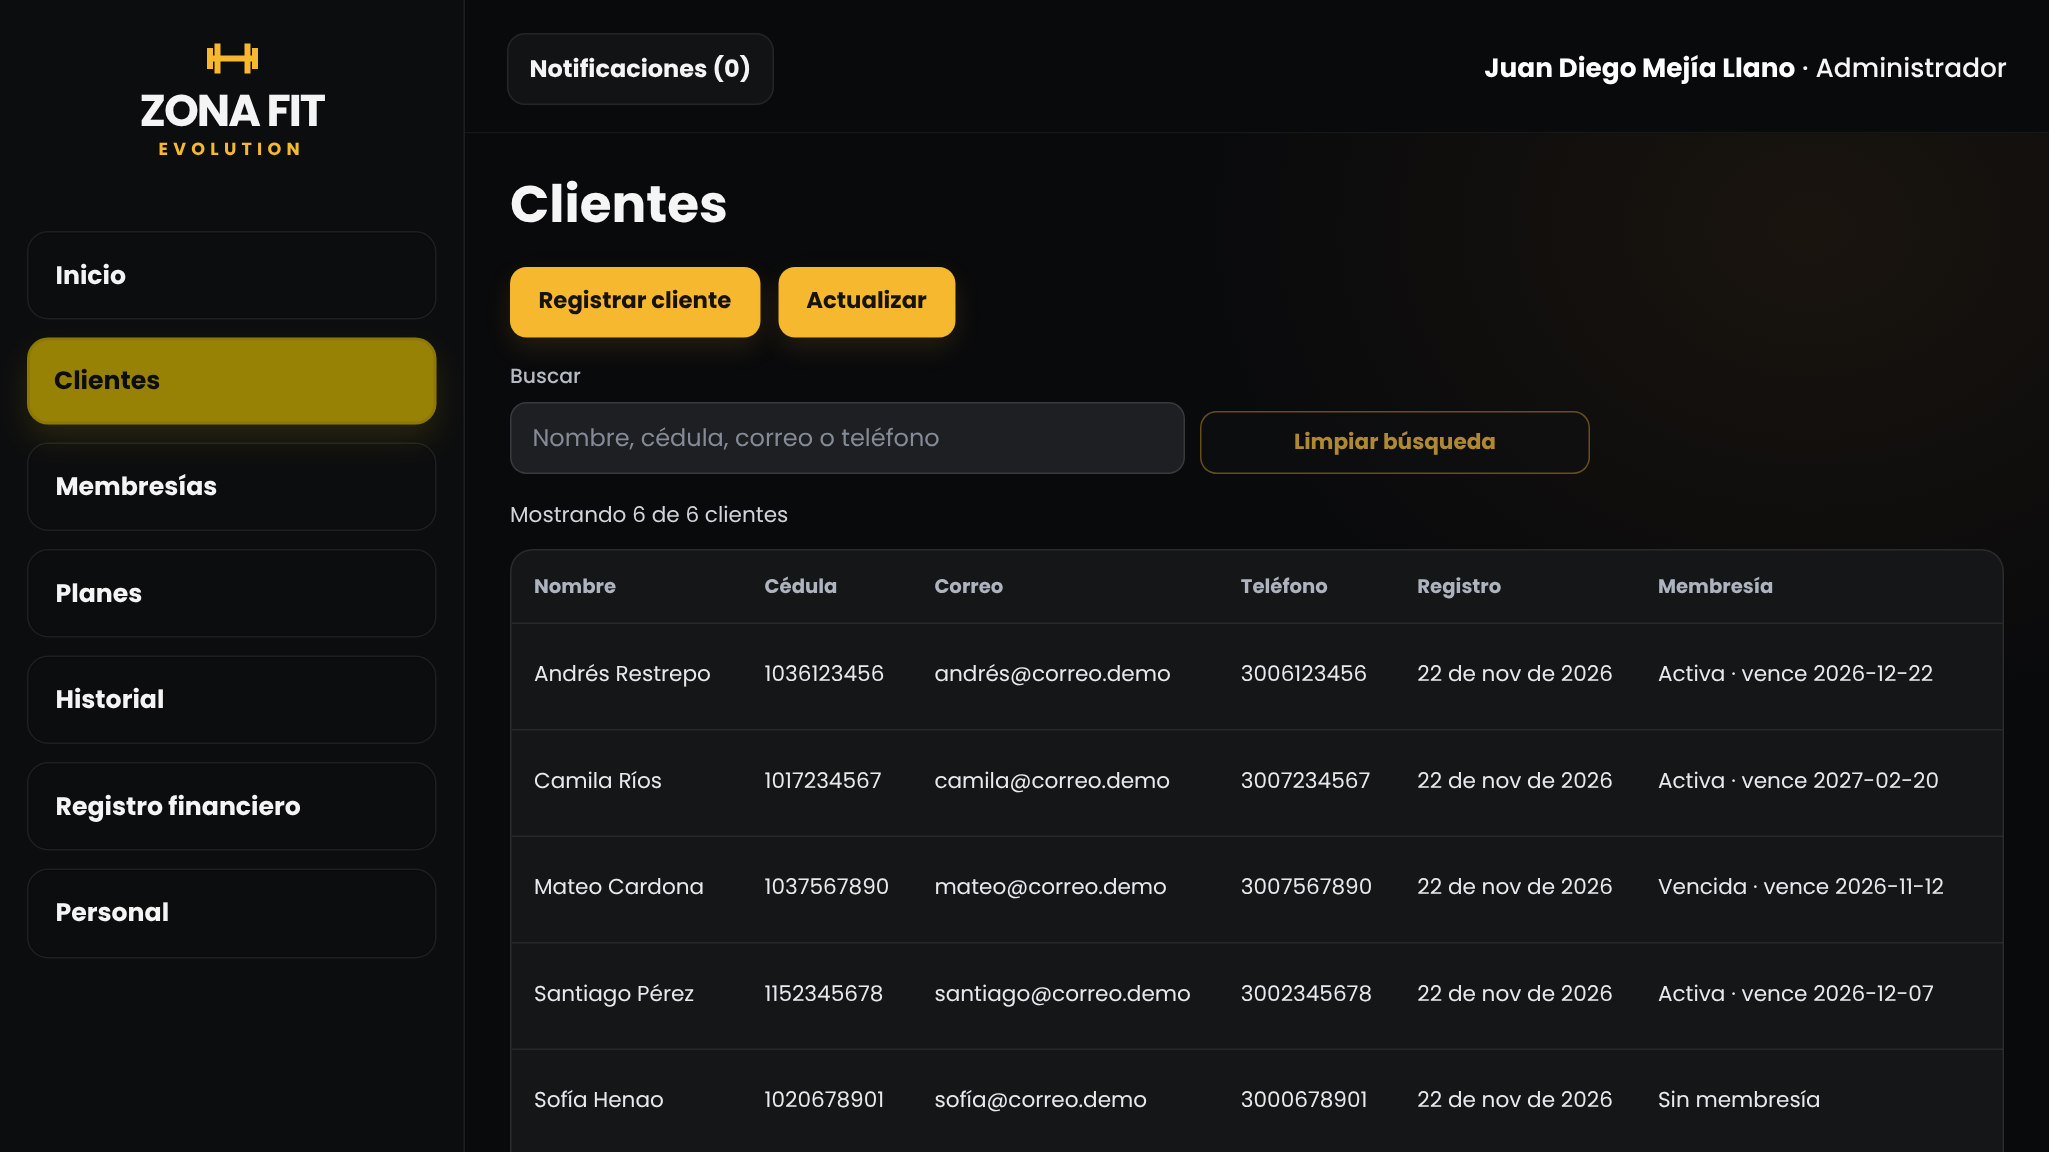 ZONA FIT
EVOLUTION
Inicio
Clientes
Membresías
Planes
Historial
Registro financiero
Personal
Notificaciones (0)
Juan Diego Mejía Llano · Administrador
Clientes
Registrar cliente
Actualizar
Buscar
Nombre, cédula, correo o teléfono
Limpiar búsqueda
Mostrando 6 de 6 clientes
Nombre Cédula Correo Teléfono Registro Membresía
Andrés Restrepo 1036123456 andrés@correo.demo 3006123456 22 de nov de 2026 Activa · vence 2026-12-22
Camila Ríos 1017234567 camila@correo.demo 3007234567 22 de nov de 2026 Activa · vence 2027-02-20
Mateo Cardona 1037567890 mateo@correo.demo 3007567890 22 de nov de 2026 Vencida · vence 2026-11-12
Santiago Pérez 1152345678 santiago@correo.demo 3002345678 22 de nov de 2026 Activa · vence 2026-12-07
Sofía Henao 1020678901 sofía@correo.demo 3000678901 22 de nov de 2026 Sin membresía